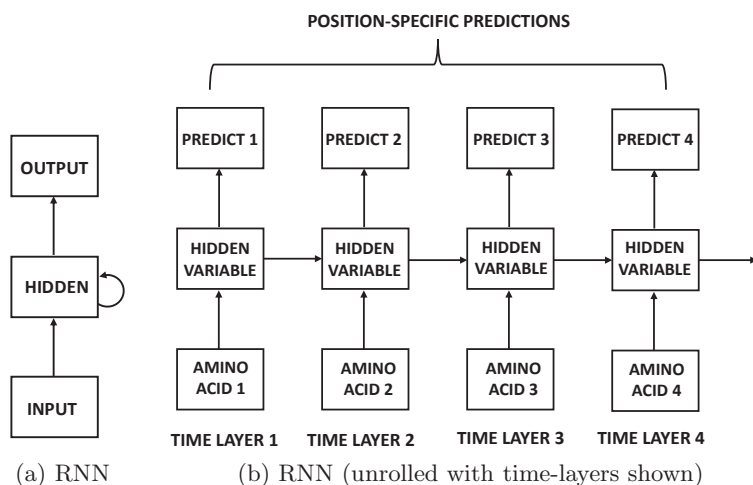 POSITION-SPECIFIC PREDICTIONS
OUTPUT
HIDDEN
INPUT
PREDICT 1
PREDICT 2
PREDICT 3
PREDICT 4
HIDDEN
VARIABLE
HIDDEN
VARIABLE
HIDDEN
VARIABLE
HIDDEN
VARIABLE
AMINO
ACID 1
AMINO
ACID 2
AMINO
ACID 3
AMINO
ACID 4
TIME LAYER 1
TIME LAYER 2
TIME LAYER 3
TIME LAYER 4
(a) RNN
(b) RNN (unrolled with time-layers shown)